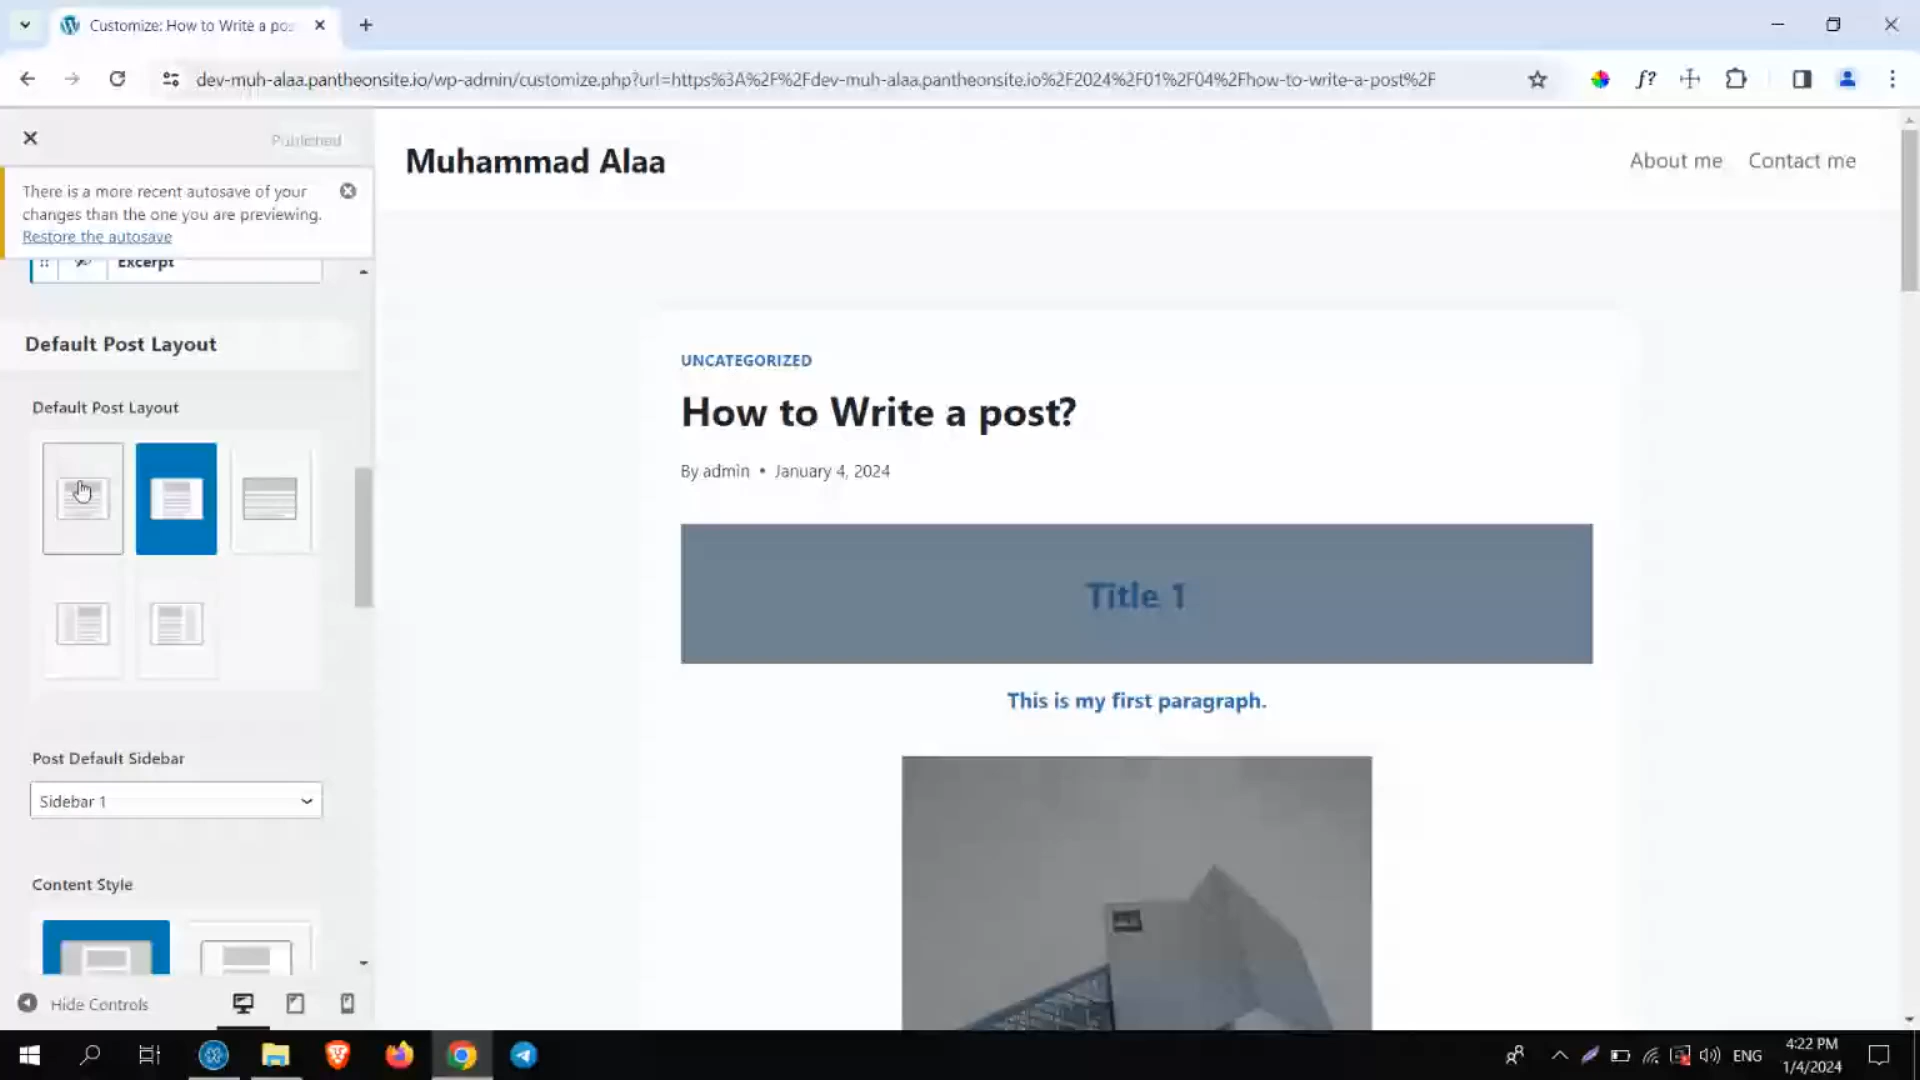 Customize: How to Write a pos
dev-muh-alaa.pantheonsite.io/wp-admin/customize.php?url=https%3A%2F%2Fdev-muh-alaa.pantheonsite.io%2F2024%2F01%2F04%2Fhow-to-write-a-post%2F
f?
Published
There is a more recent autosave of your
changes than the one you are previewing.
Restore the autosave
Excerpt
Default Post Layout
Default Post Layout
Post Default Sidebar
Sidebar 1
Content Style
Hide Controls
Muhammad Alaa
About me
Contact me
UNCATEGORIZED
How to Write a post?
By admin • January 4, 2024
Title 1
This is my first paragraph.
ENG
4:22 PM
1/4/2024